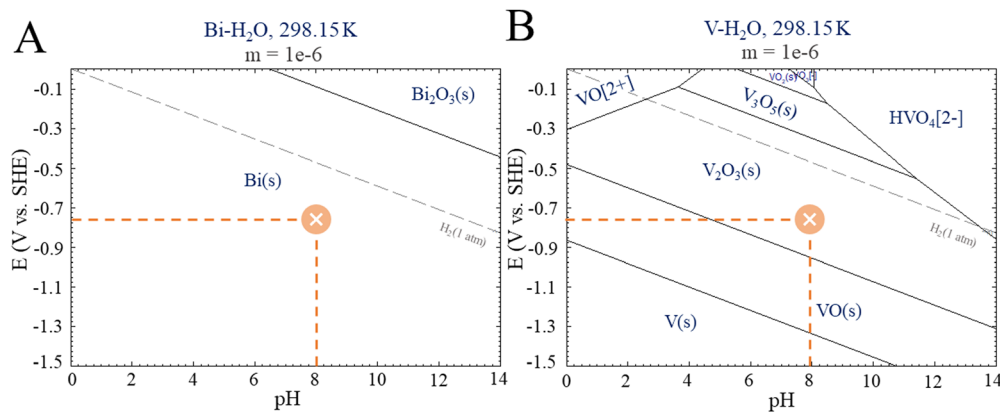 A
Bi-H₂O, 298.15K
m = 1e-6
E (V vs. SHE)
-0.1
-0.3
-0.5
-0.7
-0.9
-1.1
-1.3
-1.5
Bi₂O₃(s)
Bi(s)
H₂(1 atm)
0 2 4 6 8 10 12 14
pH
B
V-H₂O, 298.15K
m = 1e-6
E (V vs. SHE)
-0.1
-0.3
-0.5
-0.7
-0.9
-1.1
-1.3
-1.5
VO[2+]
V₃O₅(s)
HVO₄[2-]
V₂O₃(s)
H₂(1 atm)
VO(s)
V(s)
0 2 4 6 8 10 12 14
pH